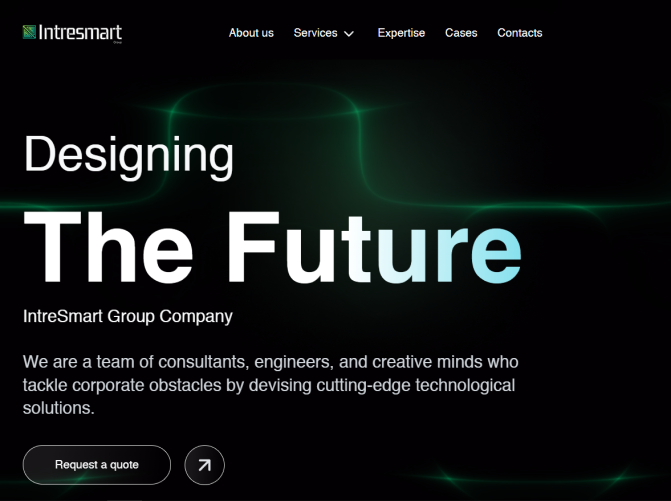 Intresmart
Group
About us
Services
Expertise
Cases
Contacts
Designing
The Future
IntreSmart Group Company
We are a team of consultants, engineers, and creative minds who
tackle corporate obstacles by devising cutting-edge technological
solutions.
Request a quote